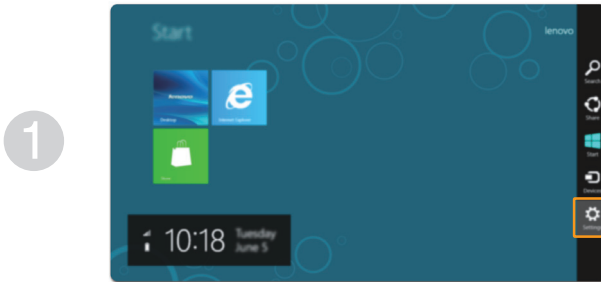 1
Start
lenovo
Desktop
Internet Explorer
Store
Search
Share
Start
Devices
Settings
10:18
Tuesday
June 5